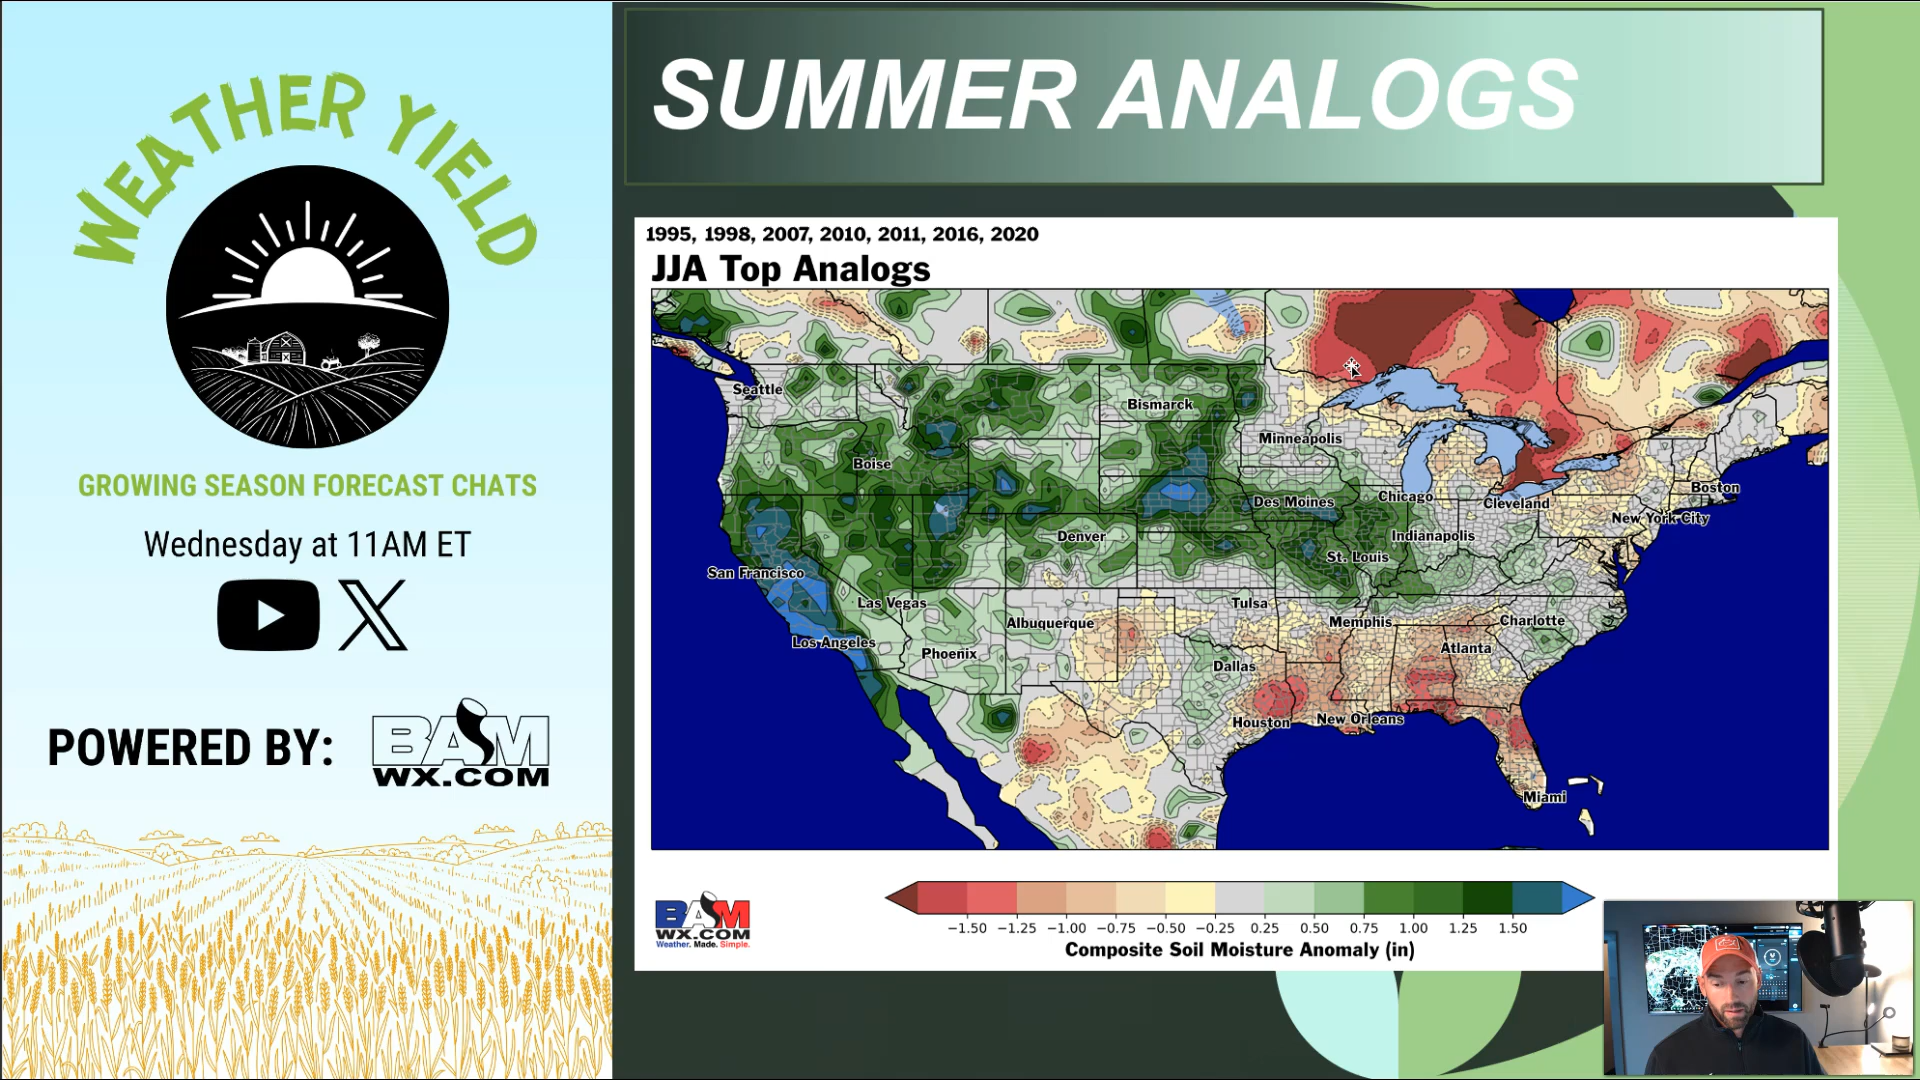 WEATHER YIELD
GROWING SEASON FORECAST CHATS
Wednesday at 11AM ET
POWERED BY:
BAM
WX.COM
SUMMER ANALOGS
1995, 1998, 2007, 2010, 2011, 2016, 2020
JJA Top Analogs
Seattle
Bismarck
Minneapolis
Boise
Boston
Chicago
Des Moines
Cleveland
New York City
Denver
Indianapolis
St. Louis
San Francisco
Las Vegas
Tulsa
Albuquerque
Memphis
Charlotte
Los Angeles
Phoenix
Atlanta
Dallas
Houston
New Orleans
Miami
−1.50 −1.25 −1.00 −0.75 −0.50 −0.25 0.25 0.50 0.75 1.00 1.25 1.50
Composite Soil Moisture Anomaly (in)
BAM
WX.COM
Weather. Made. Simple.